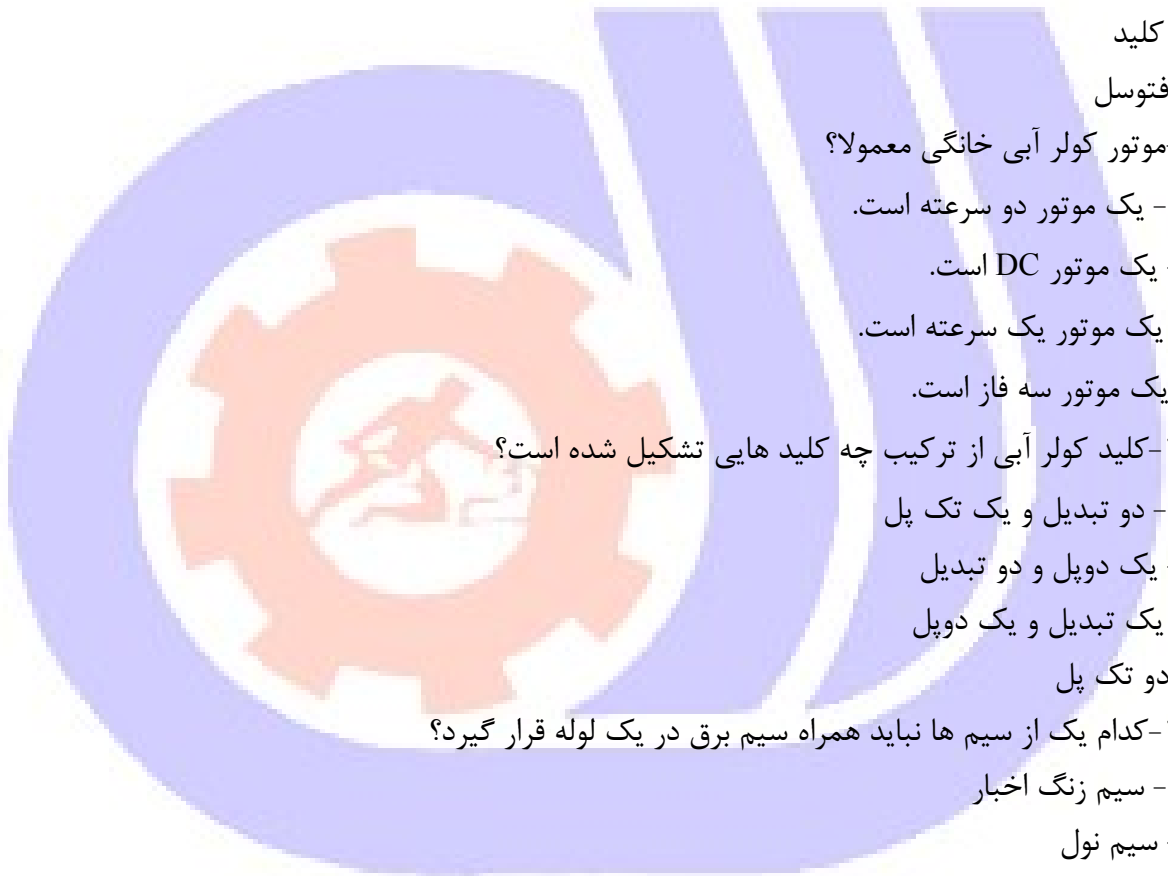 کلید
فتوسل
-موتور کولر آبی خانگی معمولا؟
- یک موتور دو سرعته است.
- یک موتور DC است.
یک موتور یک سرعته است.
یک موتور سه فاز است.
-کلید کولر آبی از ترکیب چه کلید هایی تشکیل شده است؟
- دو تبدیل و یک تک پل
- یک دوپل و دو تبدیل
یک تبدیل و یک دوپل
دو تک پل
-کدام یک از سیم ها نباید همراه سیم برق در یک لوله قرار گیرد؟
- سیم زنگ اخبار
- سیم نول